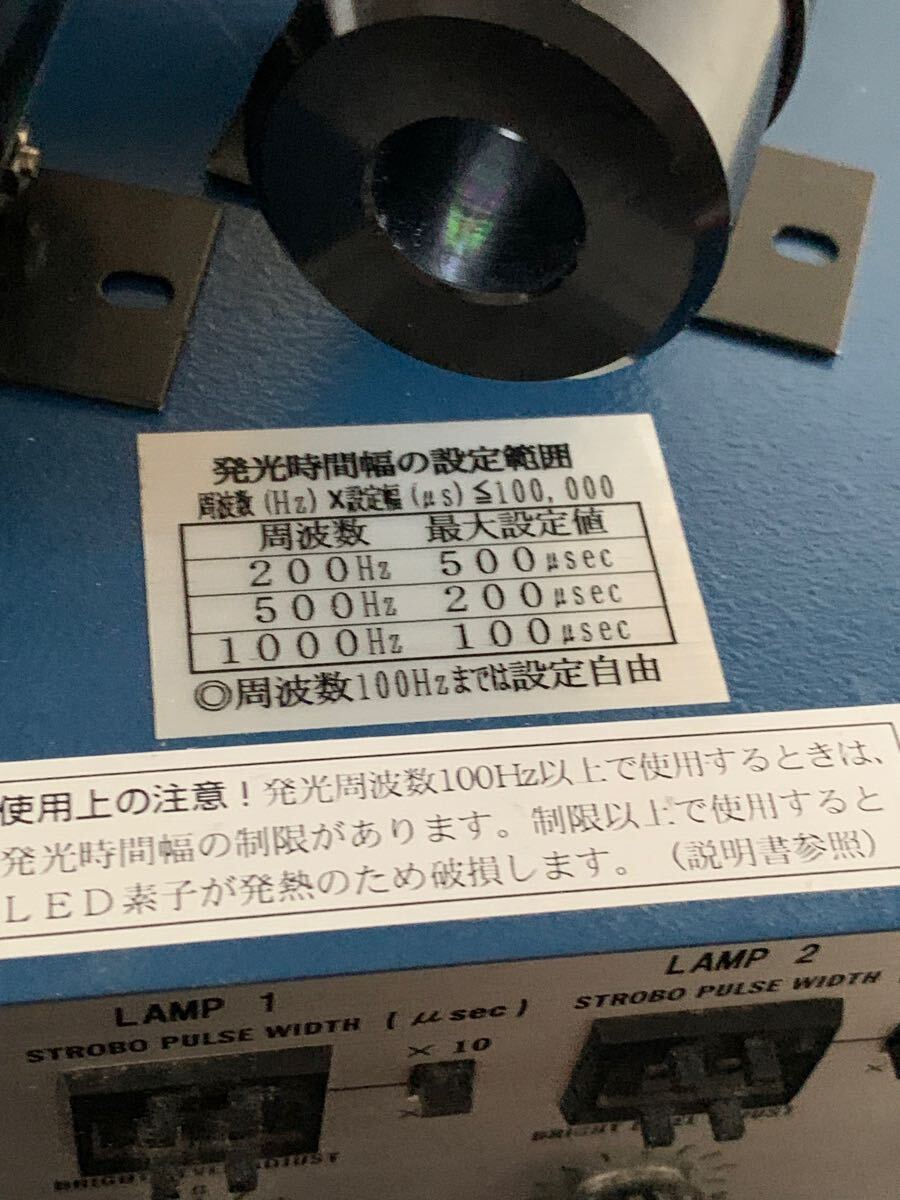 発光時間幅の設定範囲
周波数(Hz)×設定幅(μs)≦100,000
周波数 最大設定値
200Hz 500μsec
500Hz 200μsec
1000Hz 100μsec
◎周波数100Hzまでは設定自由
使用上の注意！発光周波数100Hz以上で使用するときは、
発光時間幅の制限があります。制限以上で使用すると
LED素子が発熱のため破損します。(説明書参照)
LAMP 1
STROBO PULSE WIDTH (μsec)
× 10
LAMP 2
STROBO PULSE WIDTH